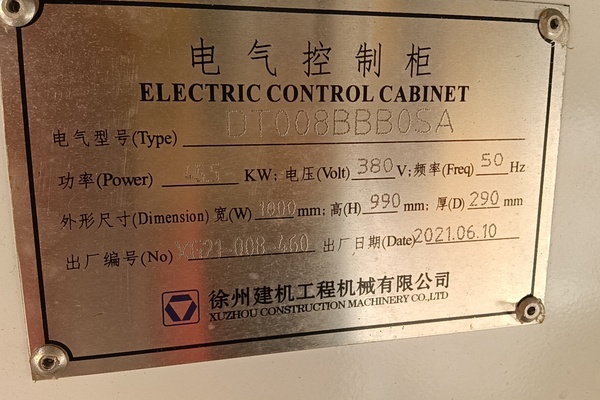 电气控制柜
ELECTRIC CONTROL CABINET
电气型号(Type) DT008BBB0SA
功率(Power) KW; 电压(Volt) 380 V; 频率(Freq) 50 Hz
外形尺寸(Dimension) 宽(W) 1000 mm; 高(H) 990 mm; 厚(D) 290 mm
出厂编号(No) 出厂日期(Date) 2021.06.10
徐州建机工程机械有限公司
XUZHOU CONSTRUCTION MACHINERY CO.,LTD